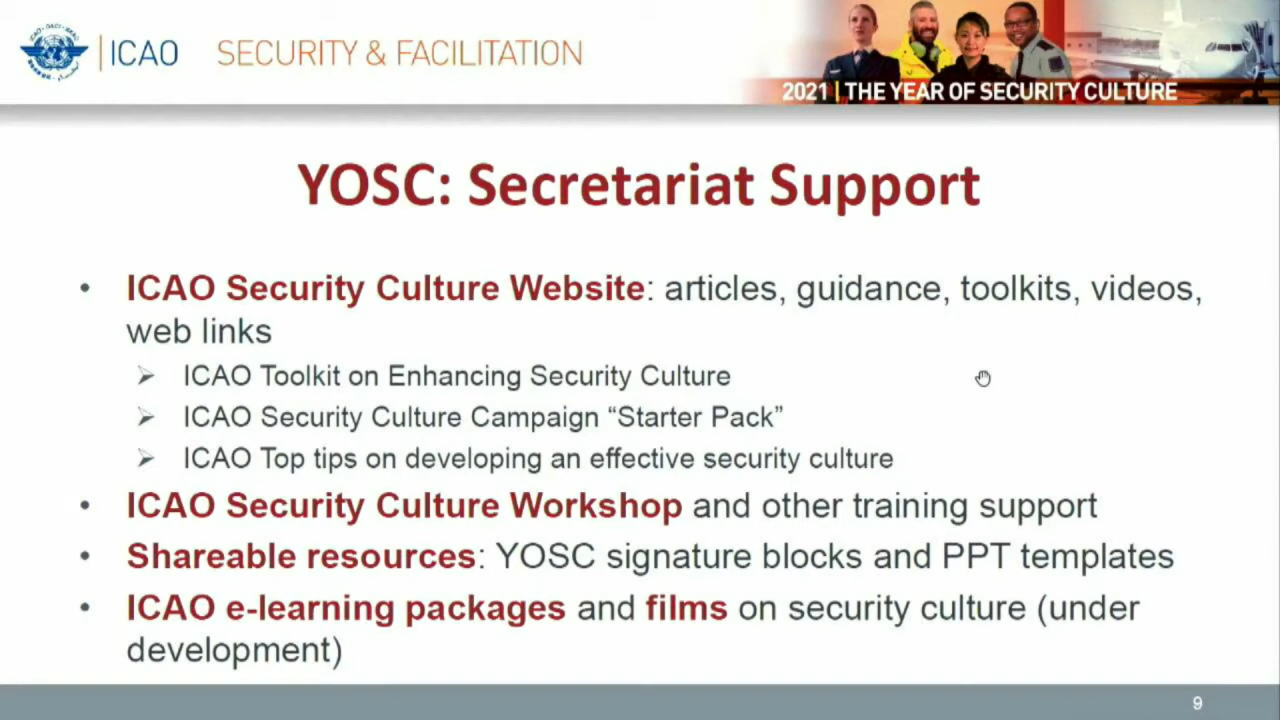 ICAO
SECURITY & FACILITATION
2021 | THE YEAR OF SECURITY CULTURE
YOSC: Secretariat Support
• ICAO Security Culture Website: articles, guidance, toolkits, videos,
web links
➢ ICAO Toolkit on Enhancing Security Culture
➢ ICAO Security Culture Campaign “Starter Pack”
➢ ICAO Top tips on developing an effective security culture
• ICAO Security Culture Workshop and other training support
• Shareable resources: YOSC signature blocks and PPT templates
• ICAO e-learning packages and films on security culture (under
development)
9